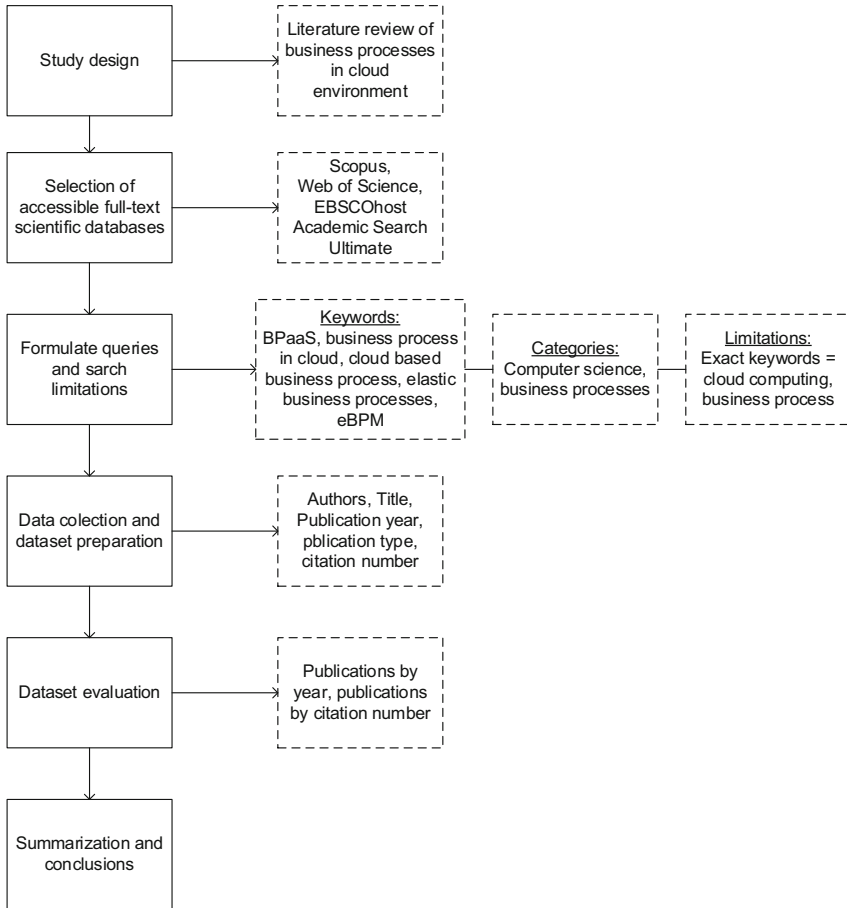 Study design
Literature review of
business processes
in cloud
environment
Selection of
accessible full-text
scientific databases
Scopus,
Web of Science,
EBSCOhost
Academic Search
Ultimate
Formulate queries
and sarch
limitations
Keywords:
BPaaS, business process
in cloud, cloud based
business process, elastic
business processes,
eBPM
Categories:
Computer science,
business processes
Limitations:
Exact keywords =
cloud computing,
business process
Data colection and
dataset preparation
Authors, Title,
Publication year,
pblication type,
citation number
Dataset evaluation
Publications by
year, publications
by citation number
Summarization and
conclusions